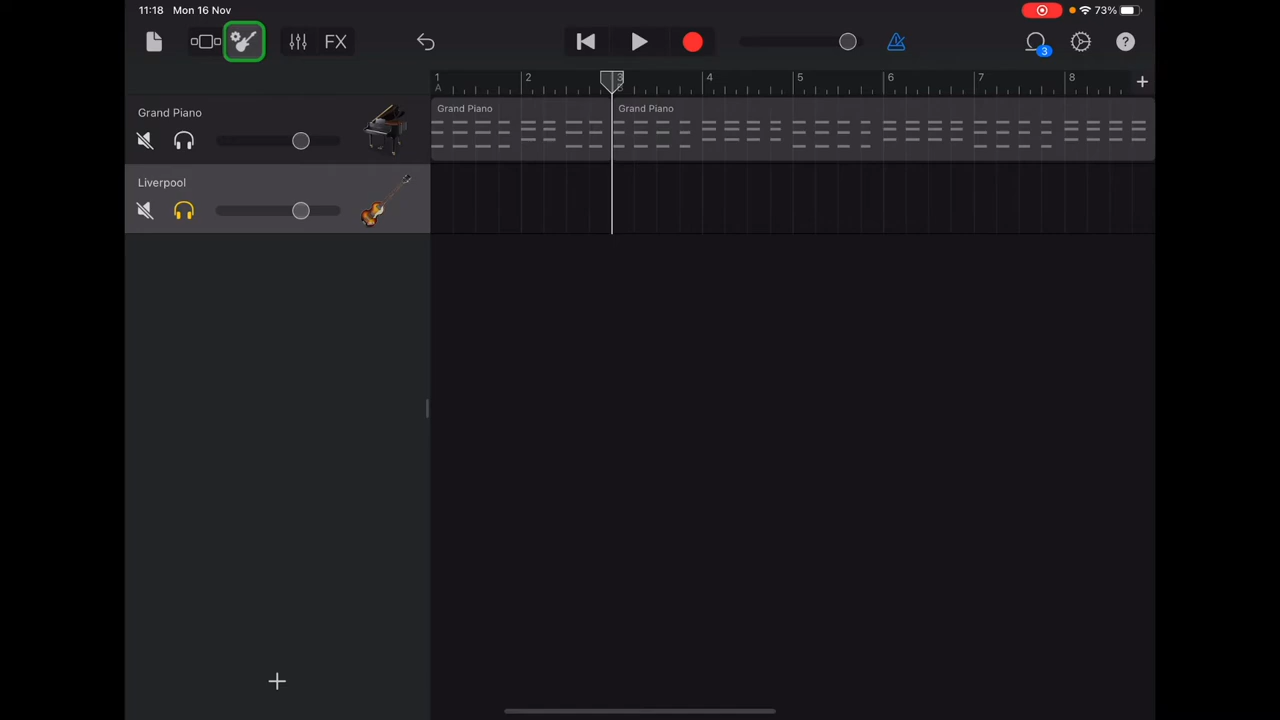 11:18 Mon 16 Nov
73%
FX
3
?
1 2 3 4 5 6 7 8 +
A B
Grand Piano
Grand Piano Grand Piano
Liverpool
+